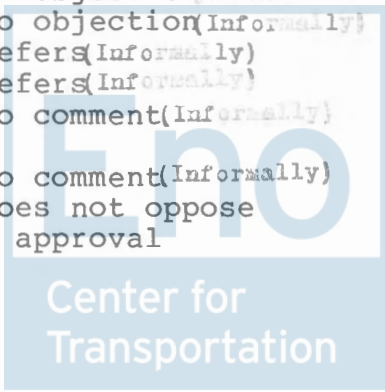 o objection(Informally)
efers(Informally)
efers(Informally)
o comment(Informally)
o comment(Informally)
oes not oppose
approval
Eno
Center for
Transportation